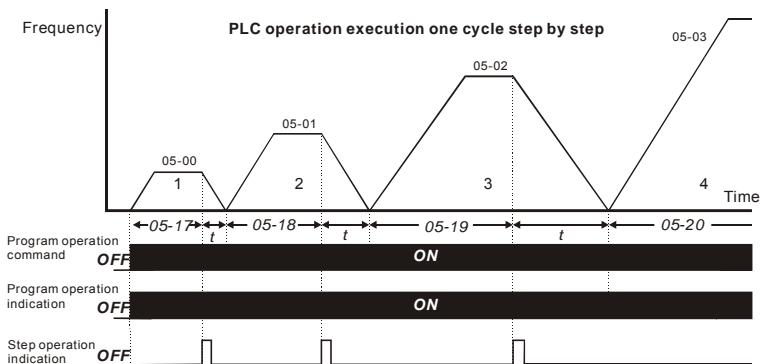 Frequency
PLC operation execution one cycle step by step
05-03
05-02
05-01
05-00
1
2
3
4
Time
05-17
t
05-18
t
05-19
t
05-20
Program operation
command
OFF
ON
Program operation
indication
OFF
ON
Step operation
indication
OFF